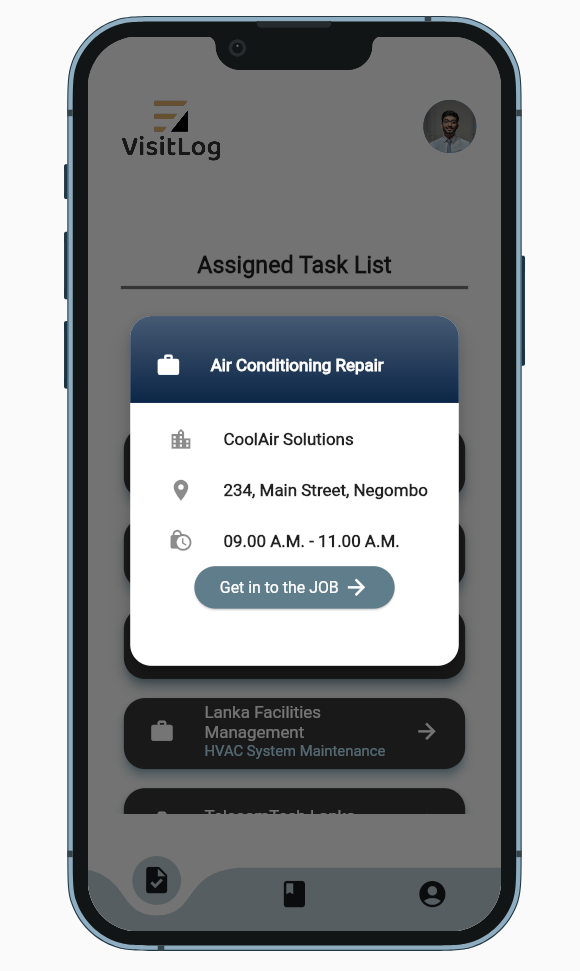 VisitLog
Assigned Task List
Air Conditioning Repair
CoolAir Solutions
234, Main Street, Negombo
09.00 A.M. - 11.00 A.M.
Get in to the JOB
Lanka Facilities
Management
HVAC System Maintenance